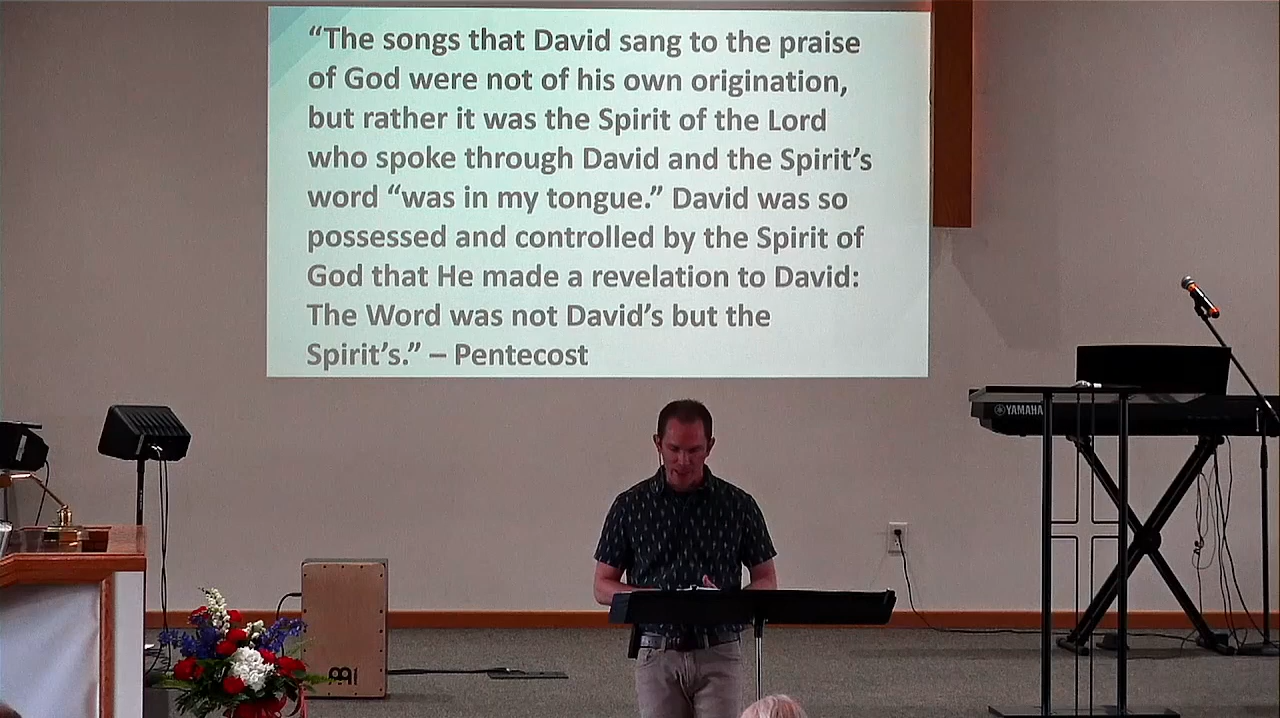 “The songs that David sang to the praise
of God were not of his own origination,
but rather it was the Spirit of the Lord
who spoke through David and the Spirit’s
word “was in my tongue.” David was so
possessed and controlled by the Spirit of
God that He made a revelation to David:
The Word was not David’s but the
Spirit’s.” – Pentecost
YAMAHA